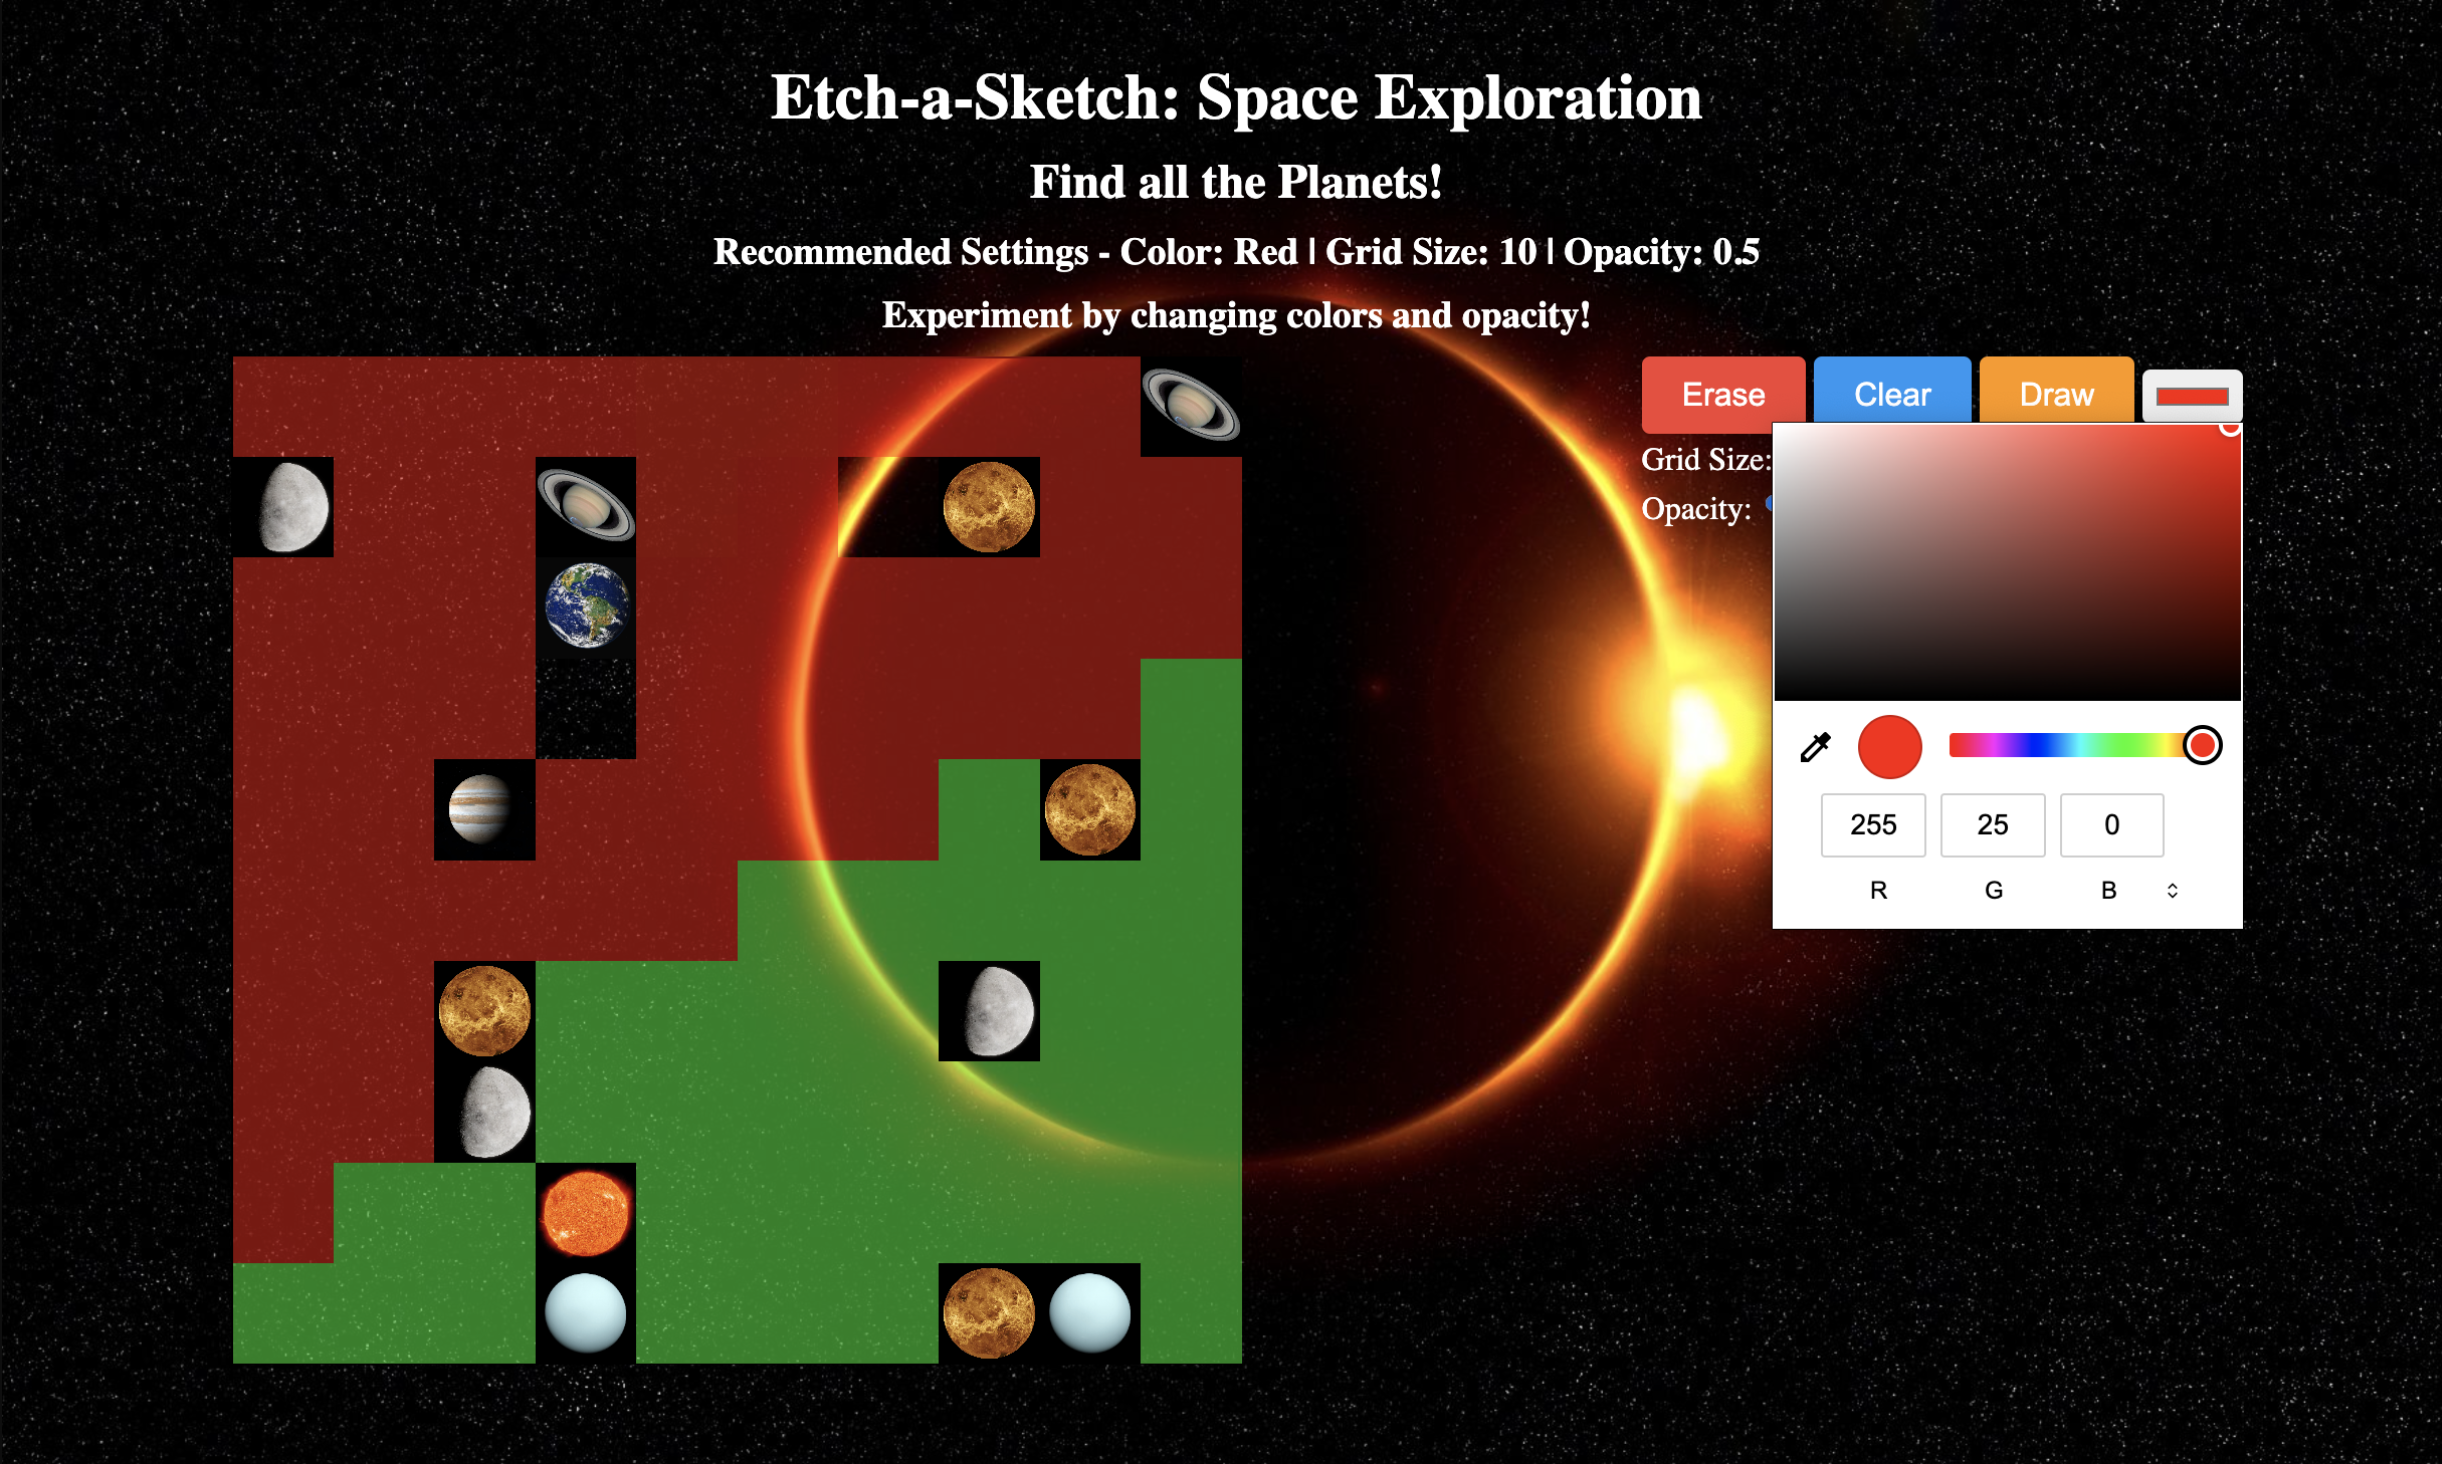 Etch-a-Sketch: Space Exploration
Find all the Planets!
Recommended Settings - Color: Red | Grid Size: 10 | Opacity: 0.5
Experiment by changing colors and opacity!
Erase Clear Draw
Grid Size:
Opacity:
255 25 0
R G B